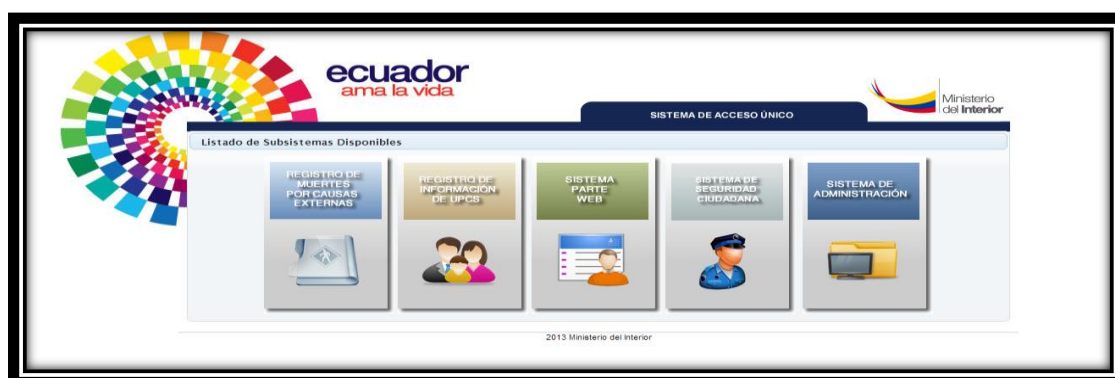 ecuador
ama la vida
Ministerio
del Interior
SISTEMA DE ACCESO ÚNICO
Listado de Subsistemas Disponibles
REGISTRO DE
MUERTES
POR CAUSAS
EXTERNAS
REGISTRO DE
INFORMACIÓN
DE UPCS
SISTEMA
PARTE
WEB
SISTEMA DE
SEGURIDAD
CIUDADANA
SISTEMA DE
ADMINISTRACIÓN
2013 Ministerio del Interior